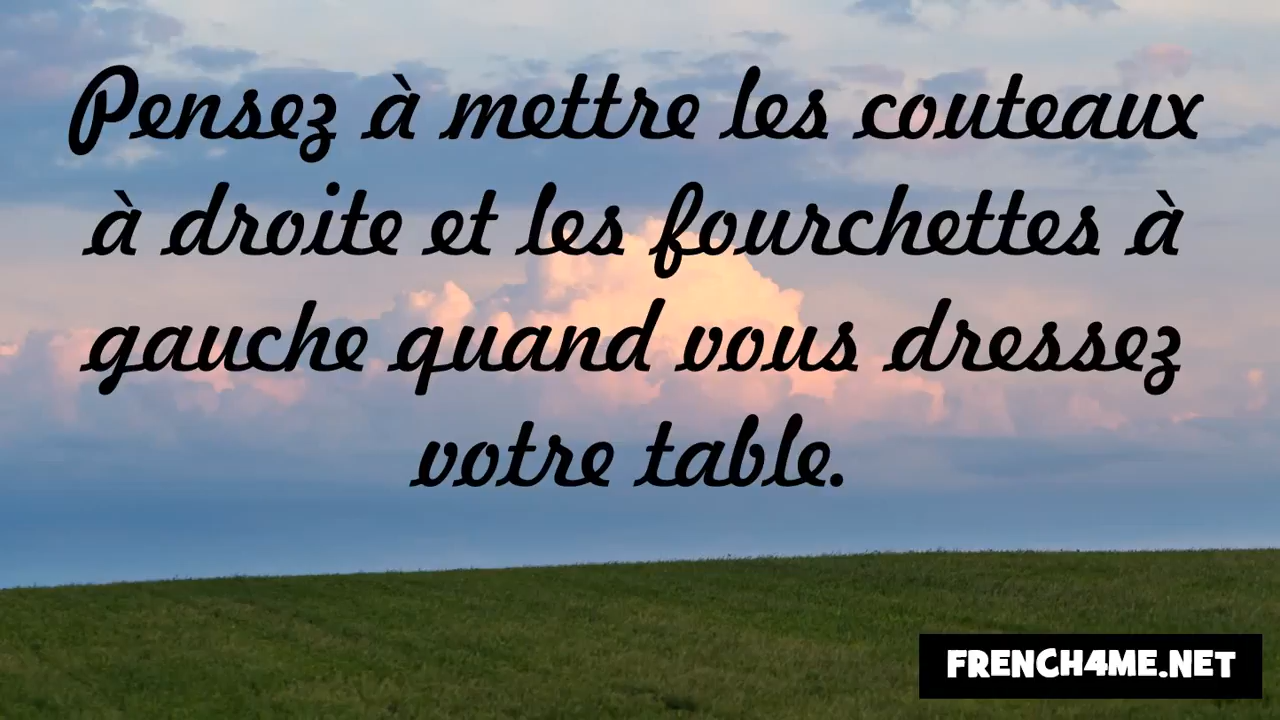 Pensez à mettre les couteaux
à droite et les fourchettes à
gauche quand vous dressez
votre table.
FRENCH4ME.NET